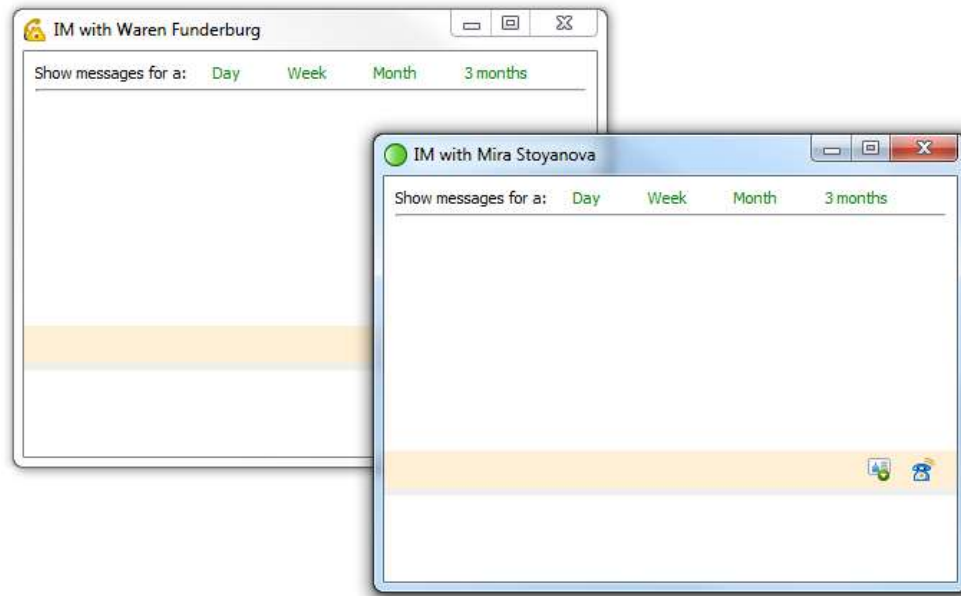 IM with Waren Funderburg
Show messages for a: Day Week Month 3 months
IM with Mira Stoyanova
Show messages for a: Day Week Month 3 months